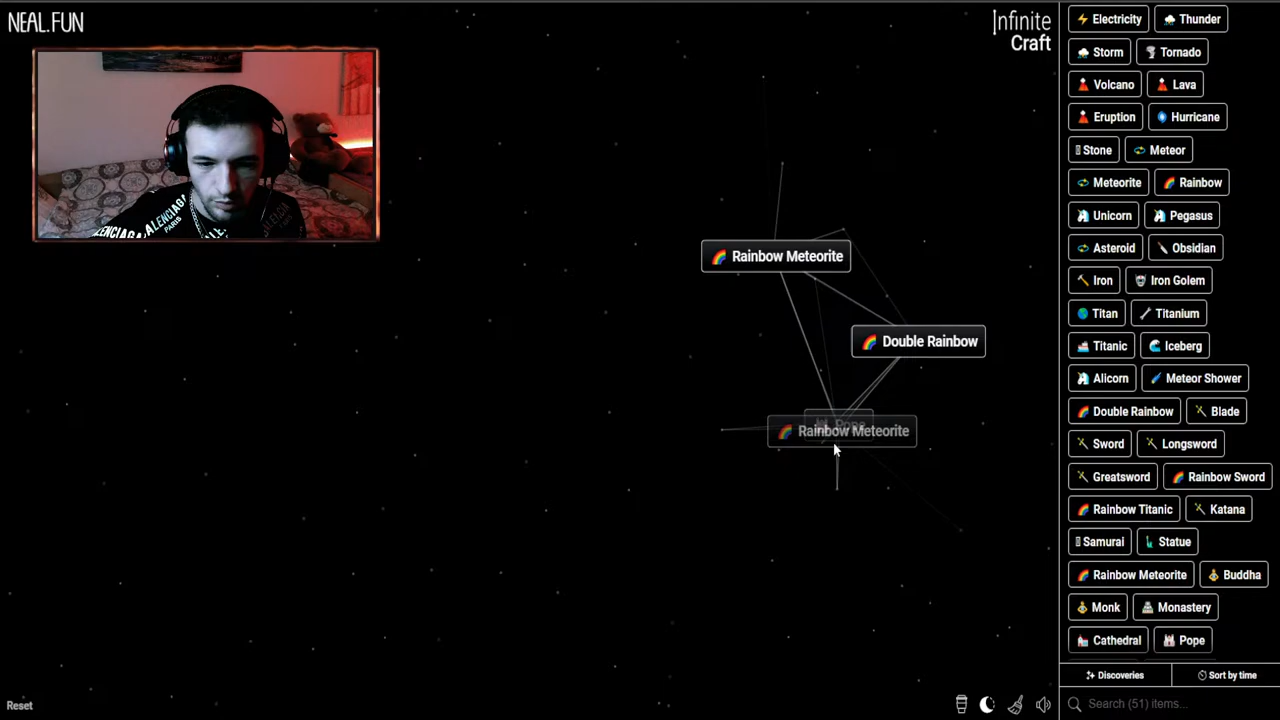 NEAL.FUN
Infinite
Craft
BALENCIAGA
PARIS
Rainbow Meteorite
Double Rainbow
Pope
Rainbow Meteorite
Reset
Electricity
Thunder
Storm
Tornado
Volcano
Lava
Eruption
Hurricane
Stone
Meteor
Meteorite
Rainbow
Unicorn
Pegasus
Asteroid
Obsidian
Iron
Iron Golem
Titan
Titanium
Titanic
Iceberg
Alicorn
Meteor Shower
Double Rainbow
Blade
Sword
Longsword
Greatsword
Rainbow Sword
Rainbow Titanic
Katana
Samurai
Statue
Rainbow Meteorite
Buddha
Monk
Monastery
Cathedral
Pope
Discoveries
Sort by time
Search (51) items...